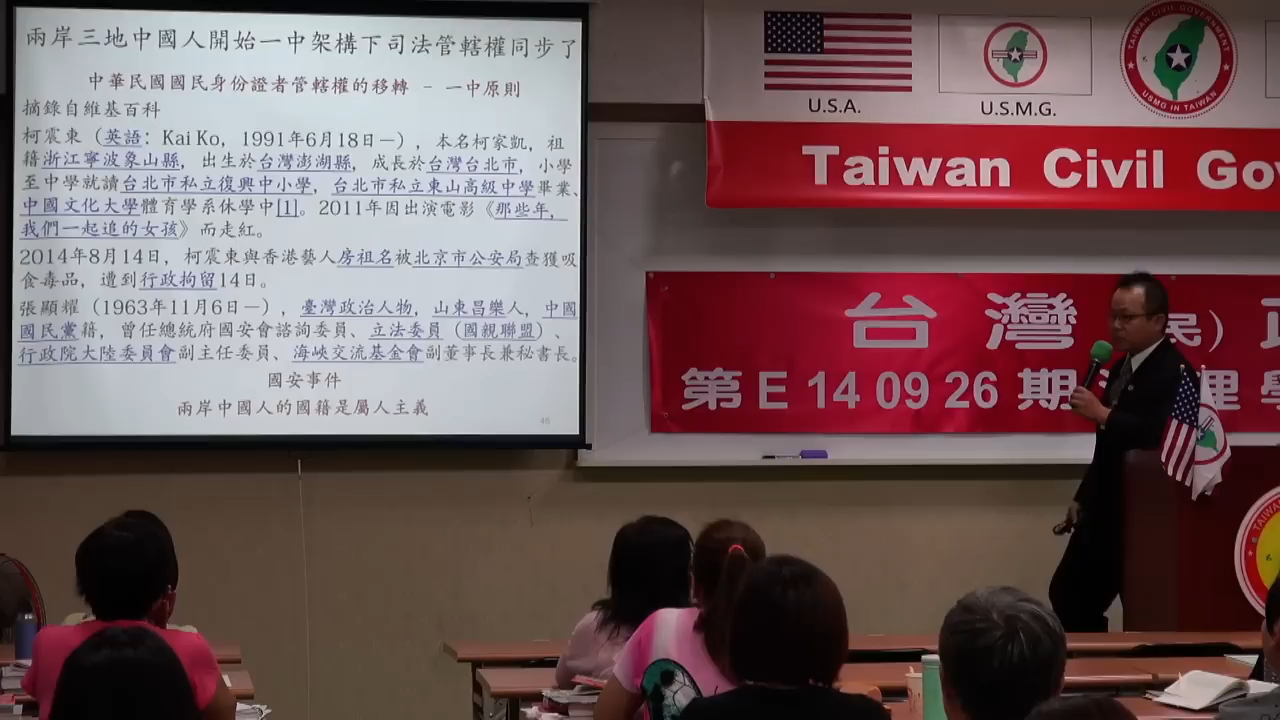 兩岸三地中國人開始一中架構下司法管轄權同步了
中華民國國民身份證者管轄權的移轉 – 一中原則
摘錄自維基百科
柯震東（英語：Kai Ko，1991年6月18日—），本名柯家凱，祖
籍浙江寧波象山縣，出生於台灣澎湖縣，成長於台灣台北市，小學
至中學就讀台北市私立復興中小學，台北市私立東山高級中學畢業、
中國文化大學體育學系休學中[1]。2011年因出演電影《那些年，
我們一起追的女孩》而走紅。
2014年8月14日，柯震東與香港藝人房祖名被北京市公安局查獲吸
食毒品，遭到行政拘留14日。
張顯耀（1963年11月6日—），臺灣政治人物，山東昌樂人，中國
國民黨籍，曾任總統府國安會諮詢委員、立法委員（國親聯盟）、
行政院大陸委員會副主任委員、海峽交流基金會副董事長兼秘書長。
國安事件
兩岸中國人的國籍是屬人主義
46
U.S.A.
U.S.M.G.
TAIWAN CIVIL GOVERNMENT
USMG IN TAIWAN
Taiwan Civil Go
台灣 民）
第E 14 09 26 期 理學